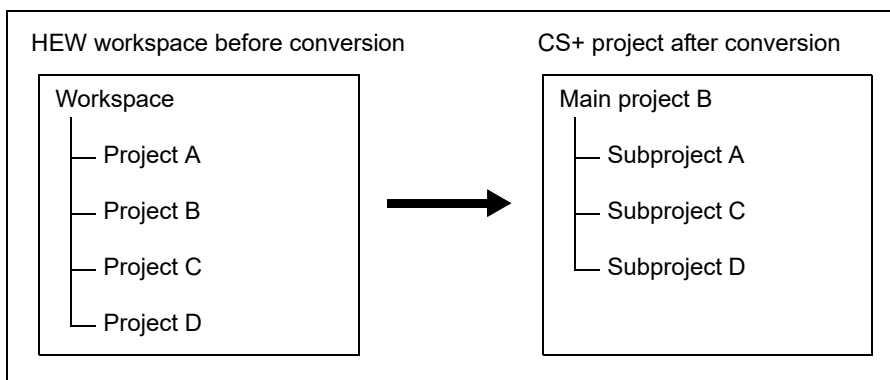 HEW workspace before conversion
CS+ project after conversion
Workspace
Project A
Project B
Project C
Project D
Main project B
Subproject A
Subproject C
Subproject D